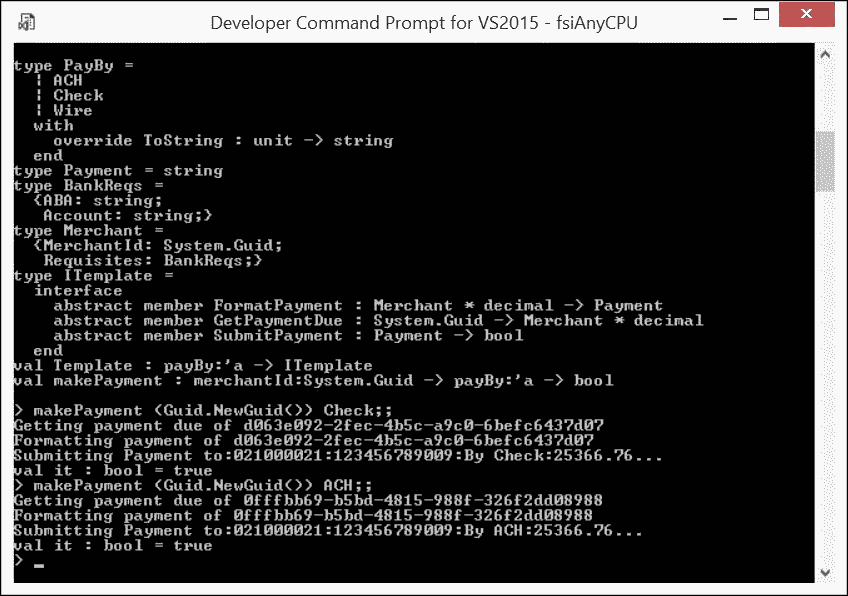 Developer Command Prompt for VS2015 - fsiAnyCPU
type PayBy =
  | ACH
  | Check
  | Wire
  with
    override ToString : unit -> string
  end
type Payment = string
type BankReqs =
  {ABA: string;
   Account: string;}
type Merchant =
  {MerchantId: System.Guid;
   Requisites: BankReqs;}
type ITemplate =
  interface
    abstract member FormatPayment : Merchant * decimal -> Payment
    abstract member GetPaymentDue : System.Guid -> Merchant * decimal
    abstract member SubmitPayment : Payment -> bool
  end
val Template : payBy:'a -> ITemplate
val makePayment : merchantId:System.Guid -> payBy:'a -> bool

> makePayment (Guid.NewGuid()) Check;;
Getting payment due of d063e092-2fec-4b5c-a9c0-6befc6437d07
Formatting payment of d063e092-2fec-4b5c-a9c0-6befc6437d07
Submitting Payment to:021000021:123456789009:By Check:25366.76...
val it : bool = true
> makePayment (Guid.NewGuid()) ACH;;
Getting payment due of 0fffbb69-b5bd-4815-988f-326f2dd08988
Formatting payment of 0fffbb69-b5bd-4815-988f-326f2dd08988
Submitting Payment to:021000021:123456789009:By ACH:25366.76...
val it : bool = true
> _